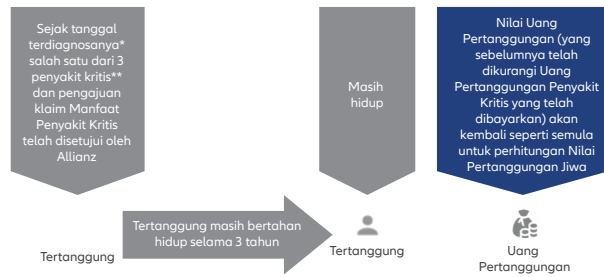 Sejak tanggal
terdiagnosanya*
salah satu dari 3
penyakit kritis**
dan pengajuan
klaim Manfaat
Penyakit Kritis
telah disetujui oleh
Allianz
Masih
hidup
Nilai Uang
Pertanggungan (yang
sebelumnya telah
dikurangi Uang
Pertanggungan Penyakit
Kritis yang telah
dibayarkan) akan
kembali seperti semula
untuk perhitungan Nilai
Pertanggungan Jiwa
Tertanggung
Tertanggung masih bertahan
hidup selama 3 tahun
Tertanggung
Uang
Pertanggungan